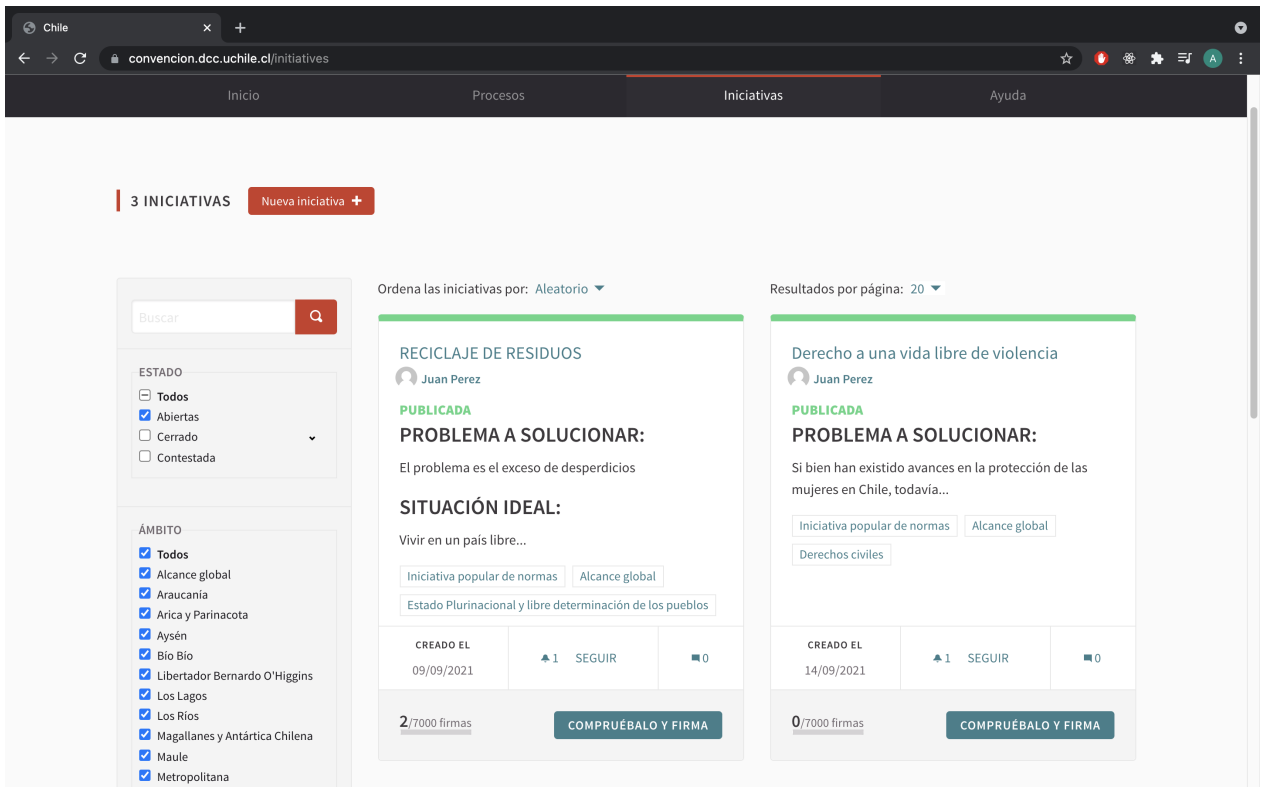 Chile
convencion.dcc.uchile.cl/initiatives
A
Inicio Procesos Iniciativas Ayuda
3 INICIATIVAS Nueva iniciativa
Buscar
ESTADO
Todos
Abiertas
Cerrado
Contestada
ÁMBITO
Todos
Alcance global
Araucanía
Arica y Parinacota
Aysén
Bío Bío
Libertador Bernardo O'Higgins
Los Lagos
Los Ríos
Magallanes y Antártica Chilena
Maule
Metropolitana
Ordena las iniciativas por: Aleatorio
Resultados por página: 20
RECICLAJE DE RESIDUOS
Juan Perez
PUBLICADA
PROBLEMA A SOLUCIONAR:
El problema es el exceso de desperdicios
SITUACIÓN IDEAL:
Vivir en un país libre...
Iniciativa popular de normas Alcance global
Estado Plurinacional y libre determinación de los pueblos
CREADO EL
09/09/2021
1 SEGUIR
0
2/7000 firmas
COMPRUÉBALO Y FIRMA
Derecho a una vida libre de violencia
Juan Perez
PUBLICADA
PROBLEMA A SOLUCIONAR:
Si bien han existido avances en la protección de las
mujeres en Chile, todavía...
Iniciativa popular de normas Alcance global
Derechos civiles
CREADO EL
14/09/2021
1 SEGUIR
0
0/7000 firmas
COMPRUÉBALO Y FIRMA